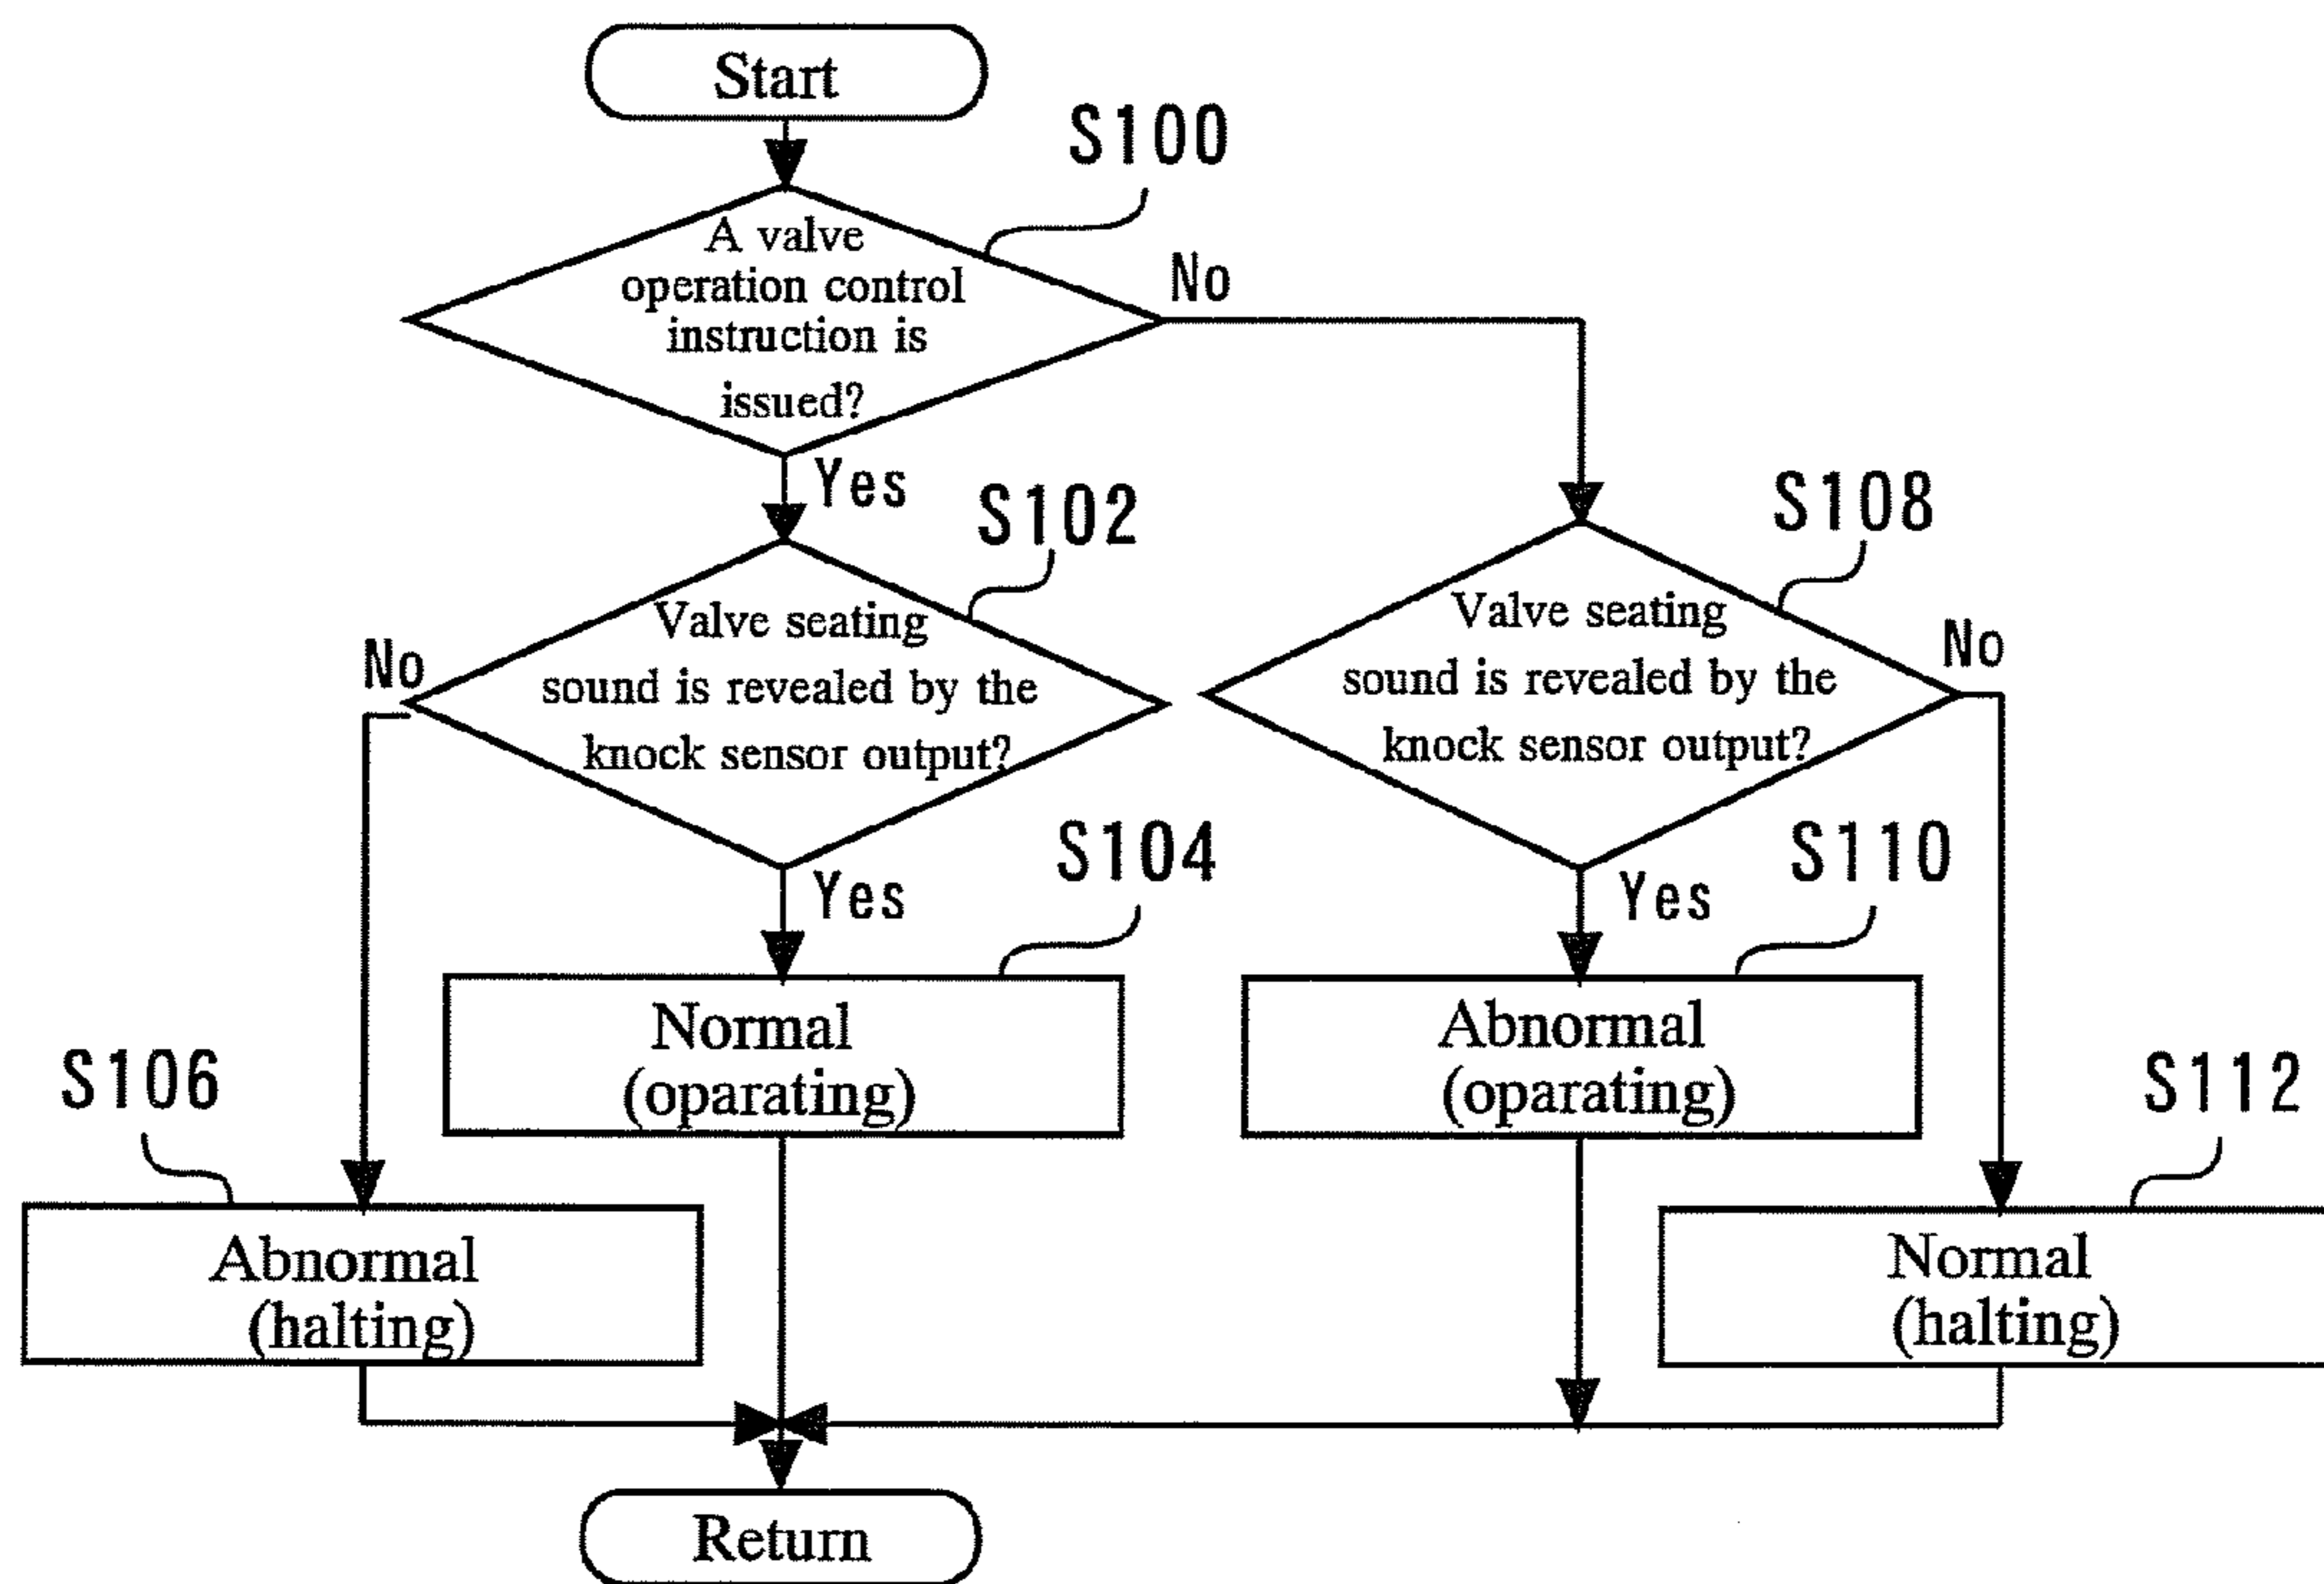 Start
S100
A valve
operation control
instruction is
issued?
No
Yes
S102
Valve seating
sound is revealed by the
knock sensor output?
No
Yes
S108
Valve seating
sound is revealed by the
knock sensor output?
No
Yes
S104
Normal
(oparating)
S110
Abnormal
(oparating)
S106
Abnormal
(halting)
S112
Normal
(halting)
Return